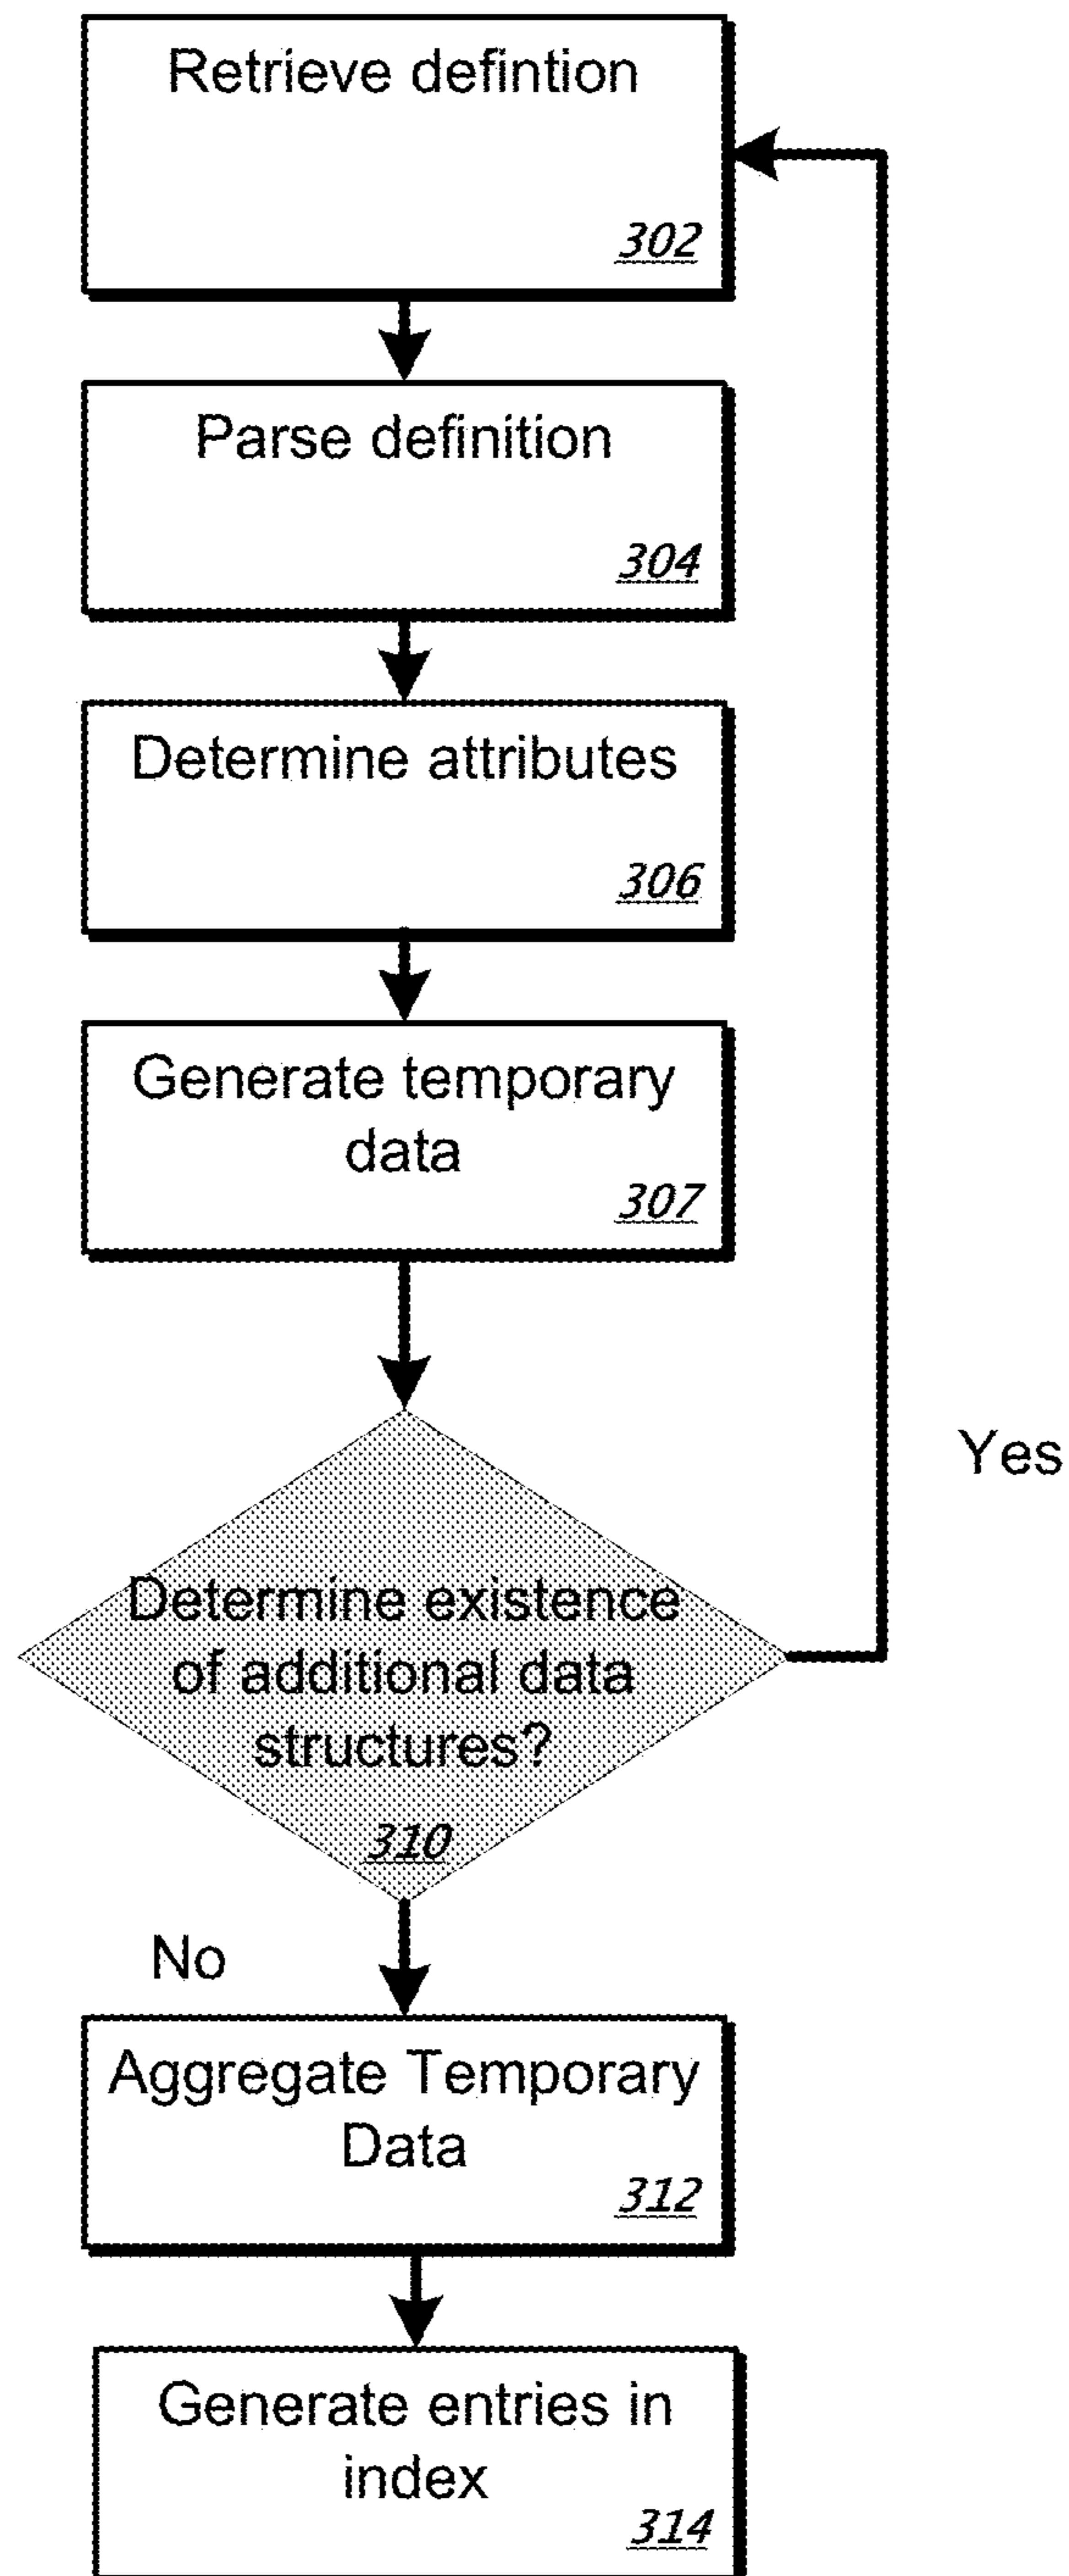 Retrieve defintion
302
Parse definition
304
Determine attributes
306
Generate temporary
data
307
Yes
Determine existence
of additional data
structures?
310
No
Aggregate Temporary
Data
312
Generate entries in
index
314